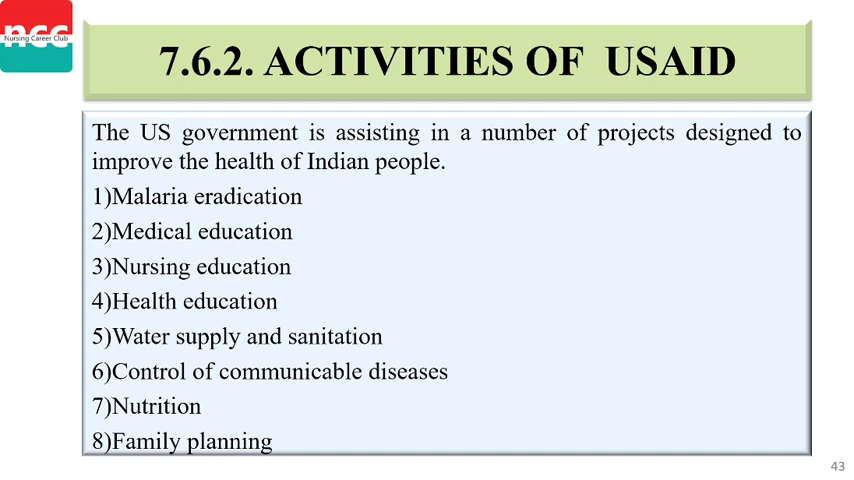 ncc
Nursing Career Club
7.6.2. ACTIVITIES OF USAID
The US government is assisting in a number of projects designed to
improve the health of Indian people.
1)Malaria eradication
2)Medical education
3)Nursing education
4)Health education
5)Water supply and sanitation
6)Control of communicable diseases
7)Nutrition
8)Family planning
43